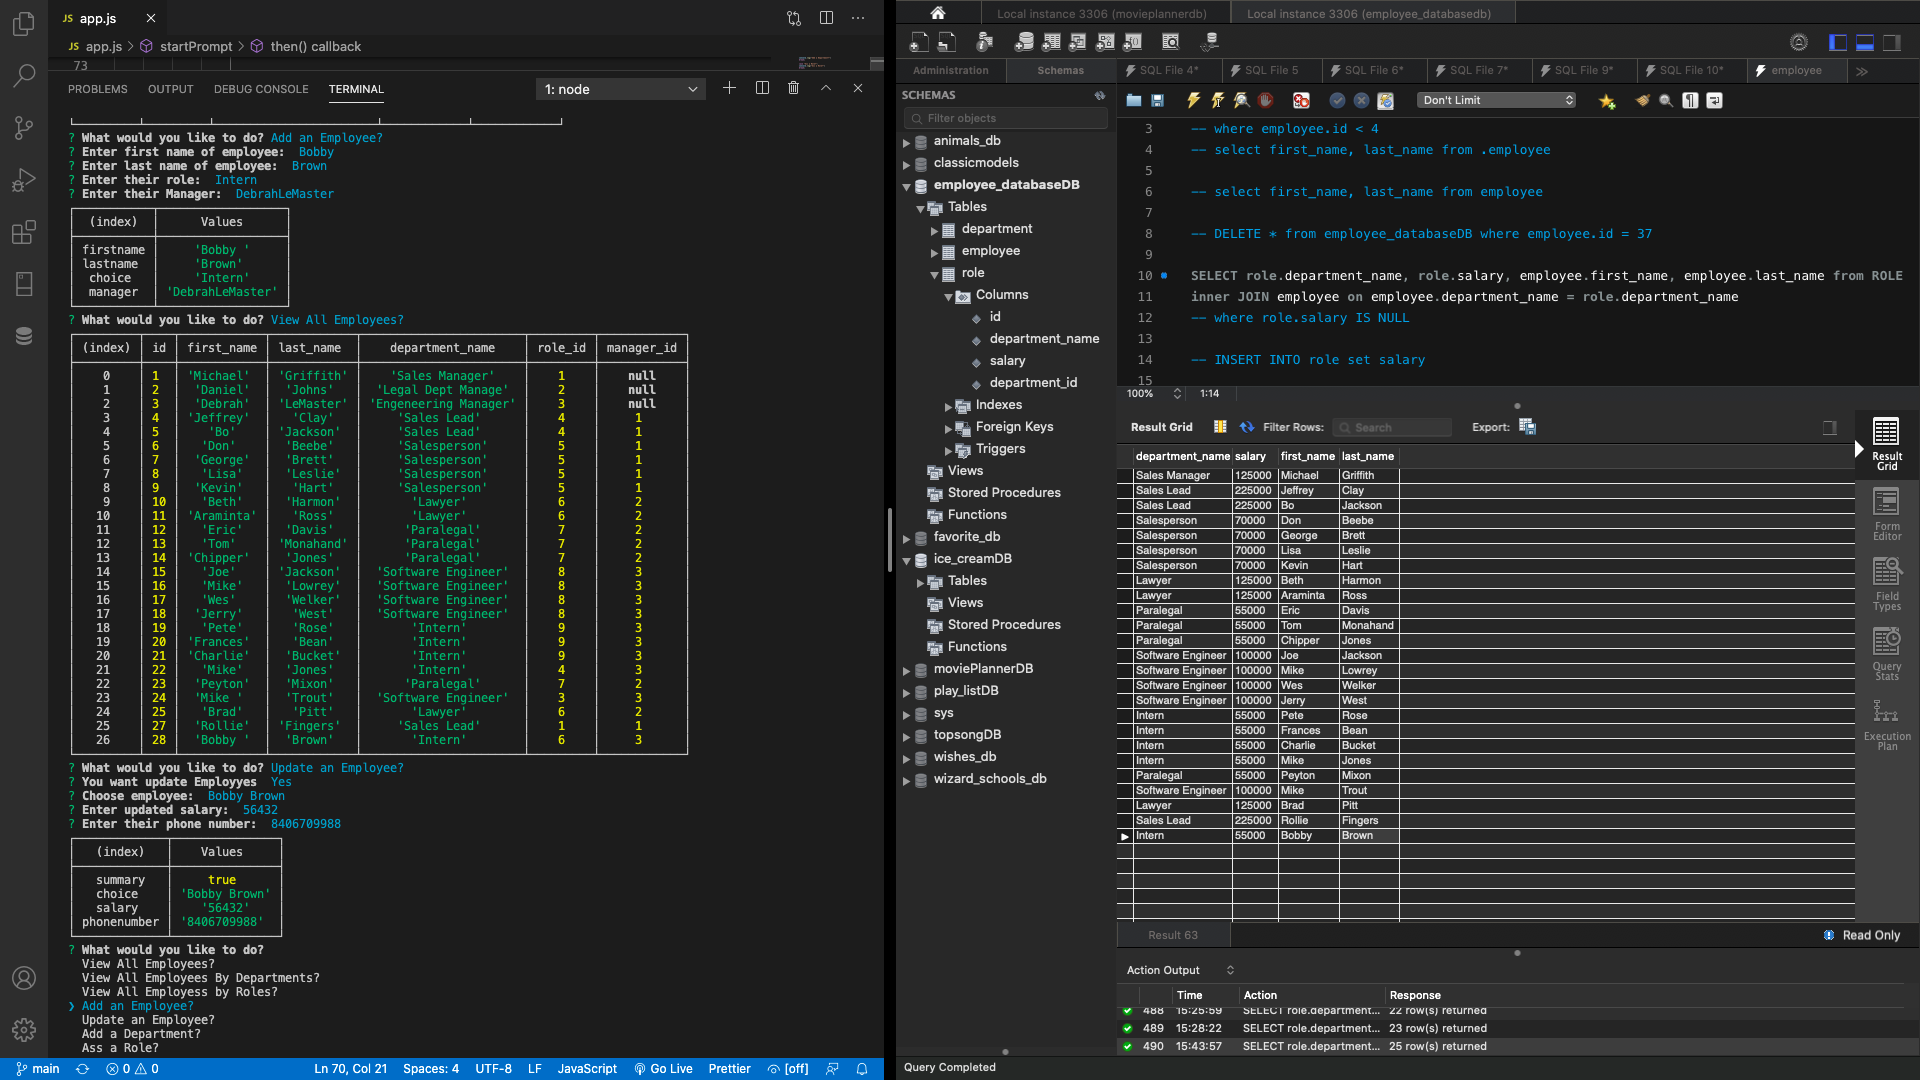 JS app.js
JS app.js > startPrompt > then() callback
73
PROBLEMS OUTPUT DEBUG CONSOLE TERMINAL 1: node
? What would you like to do? Add an Employee?
? Enter first name of employee: Bobby
? Enter last name of employee: Brown
? Enter their role: Intern
? Enter their Manager: DebrahLeMaster
(index) Values
firstname 'Bobby '
lastname 'Brown'
choice 'Intern'
manager 'DebrahLeMaster'
? What would you like to do? View All Employees?
(index) id first_name last_name department_name role_id manager_id
0 1 'Michael' 'Griffith' 'Sales Manager' 1 null
1 2 'Daniel' 'Johns' 'Legal Dept Manage' 2 null
2 3 'Debrah' 'LeMaster' 'Engeneering Manager' 3 null
3 4 'Jeffrey' 'Clay' 'Sales Lead' 4 1
4 5 'Bo' 'Jackson' 'Sales Lead' 4 1
5 6 'Don' 'Beebe' 'Salesperson' 5 1
6 7 'George' 'Brett' 'Salesperson' 5 1
7 8 'Lisa' 'Leslie' 'Salesperson' 5 1
8 9 'Kevin' 'Hart' 'Salesperson' 5 1
9 10 'Beth' 'Harmon' 'Lawyer' 6 2
10 11 'Araminta' 'Ross' 'Lawyer' 6 2
11 12 'Eric' 'Davis' 'Paralegal' 7 2
12 13 'Tom' 'Monahand' 'Paralegal' 7 2
13 14 'Chipper' 'Jones' 'Paralegal' 7 2
14 15 'Joe' 'Jackson' 'Software Engineer' 8 3
15 16 'Mike' 'Lowrey' 'Software Engineer' 8 3
16 17 'Wes' 'Welker' 'Software Engineer' 8 3
17 18 'Jerry' 'West' 'Software Engineer' 8 3
18 19 'Pete' 'Rose' 'Intern' 9 3
19 20 'Frances' 'Bean' 'Intern' 9 3
20 21 'Charlie' 'Bucket' 'Intern' 9 3
21 22 'Mike' 'Jones' 'Intern' 4 3
22 23 'Peyton' 'Mixon' 'Paralegal' 7 2
23 24 'Mike ' 'Trout' 'Software Engineer' 3 3
24 25 'Brad' 'Pitt' 'Lawyer' 6 2
25 27 'Rollie' 'Fingers' 'Sales Lead' 1 1
26 28 'Bobby ' 'Brown' 'Intern' 6 3
? What would you like to do? Update an Employee?
? You want update Employyes Yes
? Choose employee: Bobby Brown
? Enter updated salary: 56432
? Enter their phone number: 8406709988
(index) Values
summary true
choice 'Bobby Brown'
salary '56432'
phonenumber '8406709988'
? What would you like to do?
View All Employees?
View All Employees By Departments?
View All Employess by Roles?
❯ Add an Employee?
Update an Employee?
Add a Department?
Ass a Role?
main 0 0 Ln 70, Col 21 Spaces: 4 UTF-8 LF JavaScript Go Live Prettier [off]
Local instance 3306 (movieplannerdb) Local instance 3306 (employee_databasedb)
Administration Schemas
SCHEMAS
Filter objects
animals_db
classicmodels
employee_databaseDB
Tables
department
employee
role
Columns
id
department_name
salary
department_id
Indexes
Foreign Keys
Triggers
Views
Stored Procedures
Functions
favorite_db
ice_creamDB
Tables
Views
Stored Procedures
Functions
moviePlannerDB
play_listDB
sys
topsongDB
wishes_db
wizard_schools_db
SQL File 4* SQL File 5 SQL File 6* SQL File 7* SQL File 9* SQL File 10* employee
Don't Limit
3 -- where employee.id < 4
4 -- select first_name, last_name from .employee
5
6 -- select first_name, last_name from employee
7
8 -- DELETE * from employee_databaseDB where employee.id = 37
9
10 SELECT role.department_name, role.salary, employee.first_name, employee.last_name from ROLE
11 inner JOIN employee on employee.department_name = role.department_name
12 -- where role.salary IS NULL
13
14 -- INSERT INTO role set salary
15
100% 1:14
Result Grid Filter Rows: Search Export:
department_name salary first_name last_name
Sales Manager 125000 Michael Griffith
Sales Lead 225000 Jeffrey Clay
Sales Lead 225000 Bo Jackson
Salesperson 70000 Don Beebe
Salesperson 70000 George Brett
Salesperson 70000 Lisa Leslie
Salesperson 70000 Kevin Hart
Lawyer 125000 Beth Harmon
Lawyer 125000 Araminta Ross
Paralegal 55000 Eric Davis
Paralegal 55000 Tom Monahand
Paralegal 55000 Chipper Jones
Software Engineer 100000 Joe Jackson
Software Engineer 100000 Mike Lowrey
Software Engineer 100000 Wes Welker
Software Engineer 100000 Jerry West
Intern 55000 Pete Rose
Intern 55000 Frances Bean
Intern 55000 Charlie Bucket
Intern 55000 Mike Jones
Paralegal 55000 Peyton Mixon
Software Engineer 100000 Mike Trout
Lawyer 125000 Brad Pitt
Sales Lead 225000 Rollie Fingers
Intern 55000 Bobby Brown
Result Grid
Form Editor
Field Types
Query Stats
Execution Plan
Result 63 Read Only
Action Output
Time Action Response
488 15:25:59 SELECT role.department... 22 row(s) returned
489 15:28:22 SELECT role.department... 23 row(s) returned
490 15:43:57 SELECT role.department... 25 row(s) returned
Query Completed